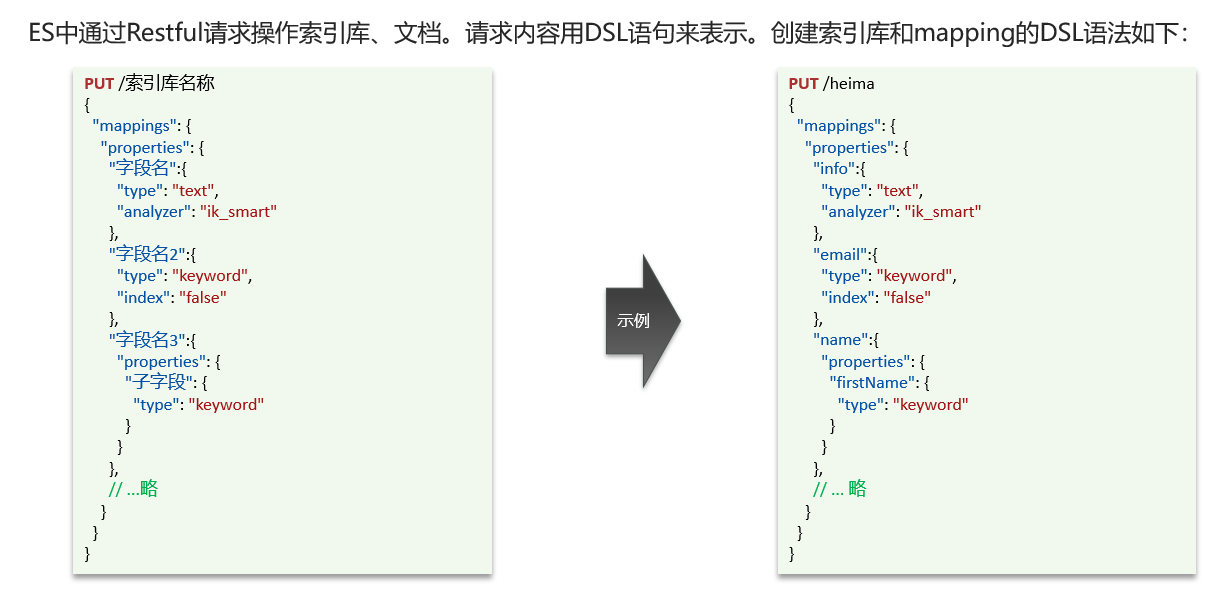 ES中通过Restful请求操作索引库、文档。请求内容用DSL语句来表示。创建索引库和mapping的DSL语法如下：
PUT /索引库名称
{
  "mappings": {
    "properties": {
      "字段名":{
        "type": "text",
        "analyzer": "ik_smart"
      },
      "字段名2":{
        "type": "keyword",
        "index": "false"
      },
      "字段名3":{
        "properties": {
          "子字段": {
            "type": "keyword"
          }
        }
      },
      // ...略
    }
  }
}
示例
PUT /heima
{
  "mappings": {
    "properties": {
      "info":{
        "type": "text",
        "analyzer": "ik_smart"
      },
      "email":{
        "type": "keyword",
        "index": "false"
      },
      "name":{
        "properties": {
          "firstName": {
            "type": "keyword"
          }
        }
      },
      // ... 略
    }
  }
}